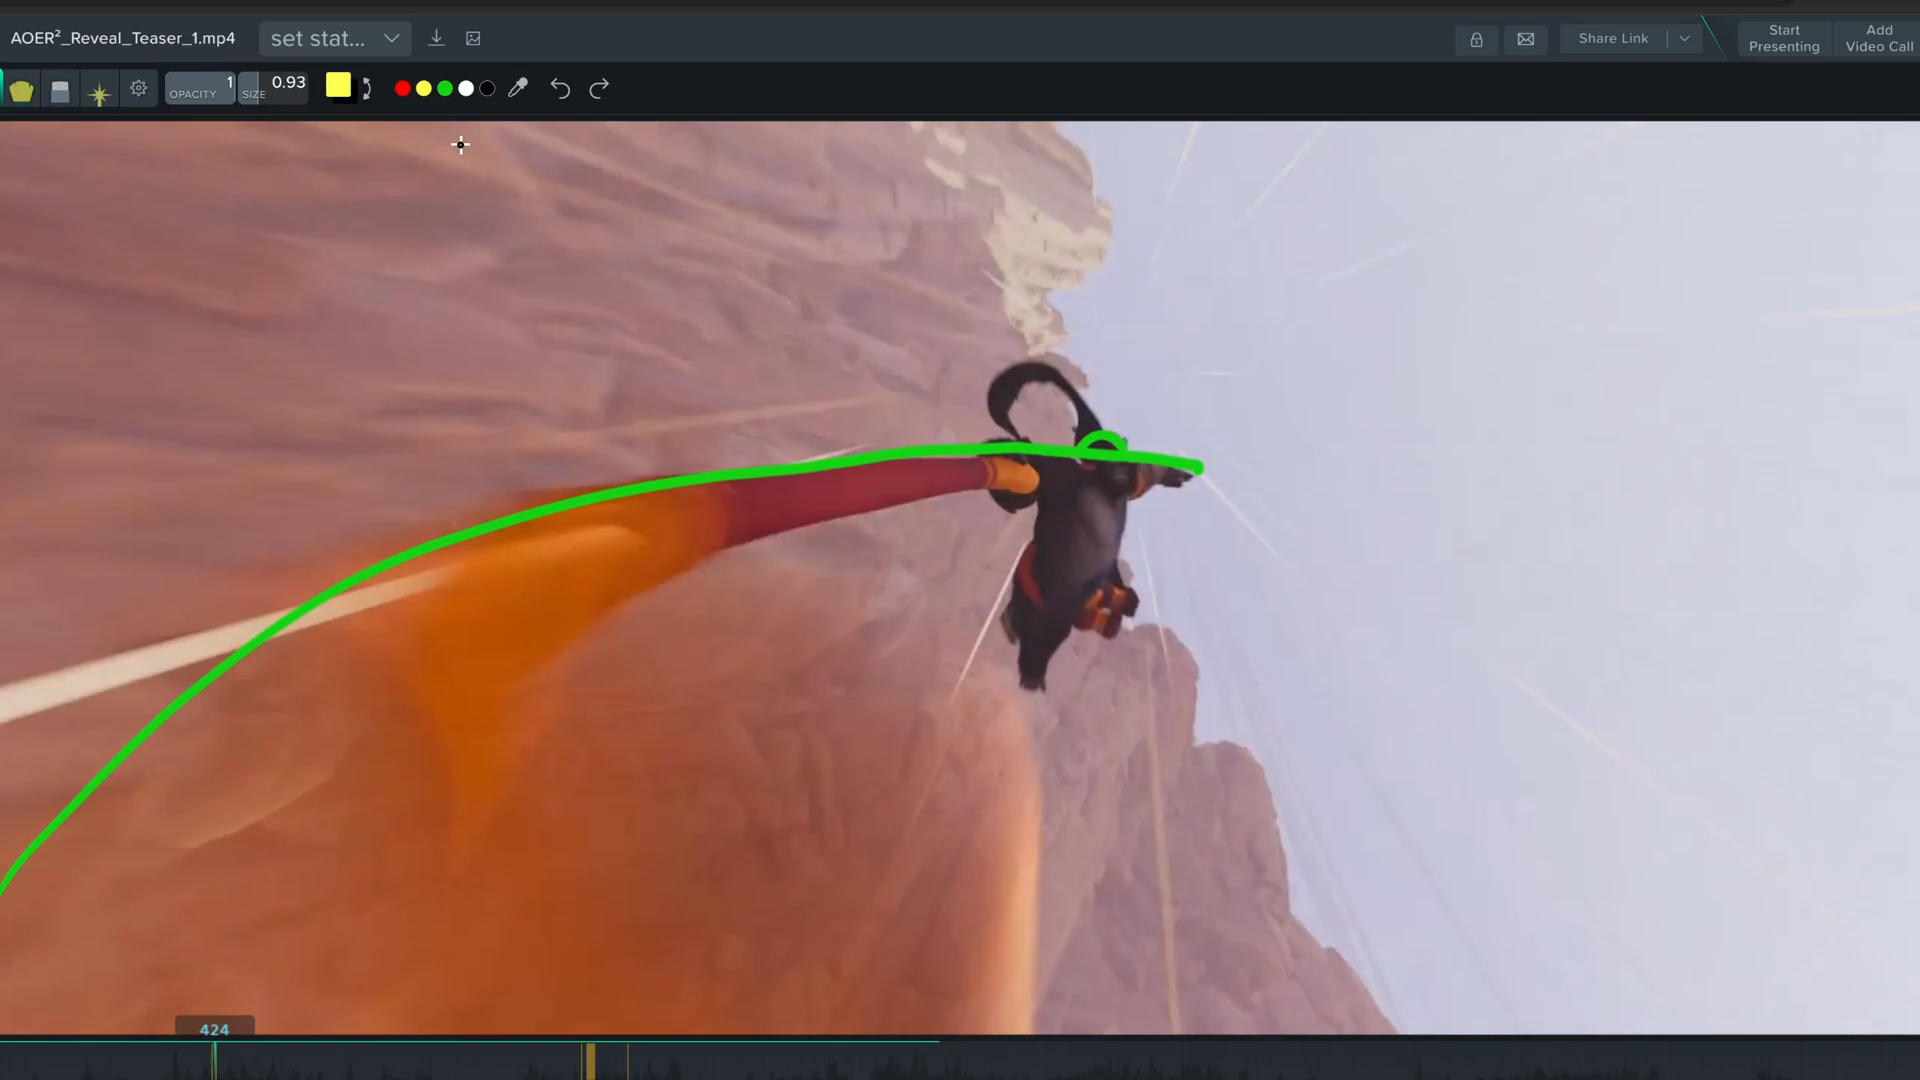 AOER²_Reveal_Teaser_1.mp4
set stat...
Share Link
Start
Presenting
Add
Video Call
OPACITY 1
SIZE 0.93
424